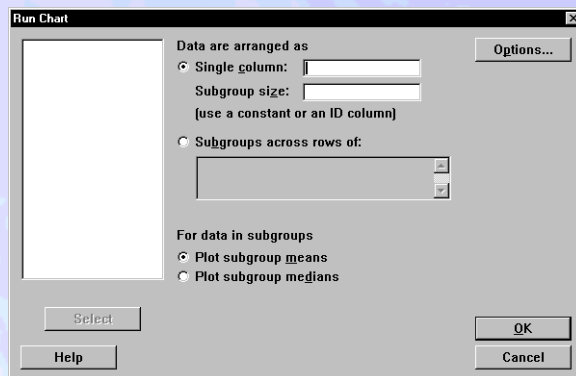 Run Chart
Data are arranged as
Single column:
Options...
Subgroup size:
(use a constant or an ID column)
Subgroups across rows of:
For data in subgroups
Plot subgroup means
Plot subgroup medians
Select
OK
Help
Cancel